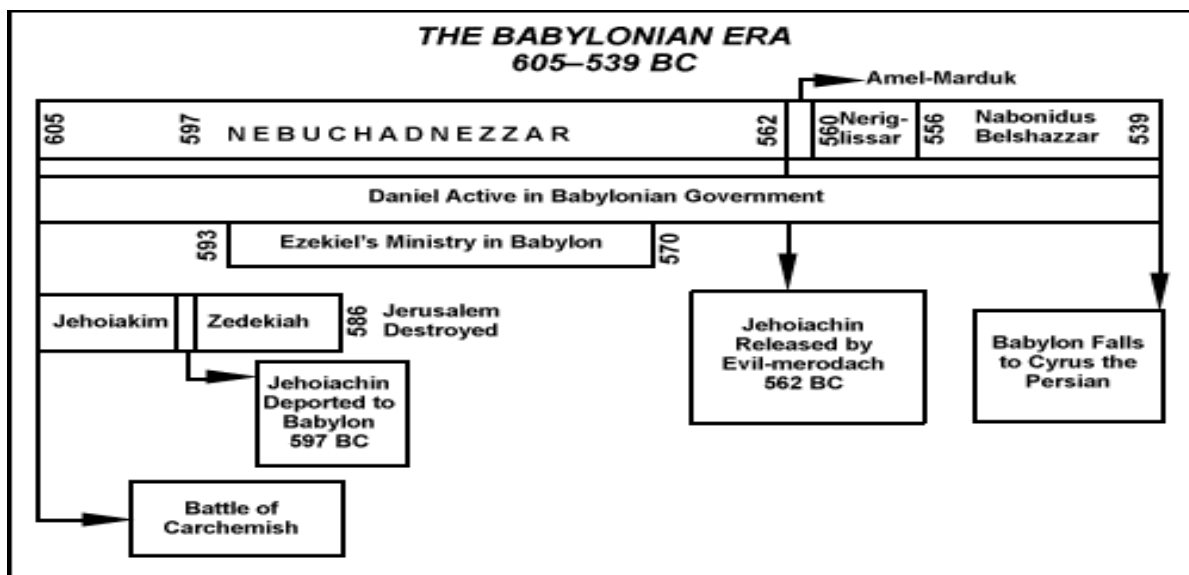 THE BABYLONIAN ERA
605–539 BC
Amel-Marduk
605
597
NEBUCHADNEZZAR
562
560
Nerig-
lissar
556
Nabonidus
Belshazzar
539
Daniel Active in Babylonian Government
593
Ezekiel's Ministry in Babylon
570
Jehoiakim
Zedekiah
586
Jerusalem
Destroyed
Jehoiachin
Deported to
Babylon
597 BC
Jehoiachin
Released by
Evil-merodach
562 BC
Babylon Falls
to Cyrus the
Persian
Battle of
Carchemish